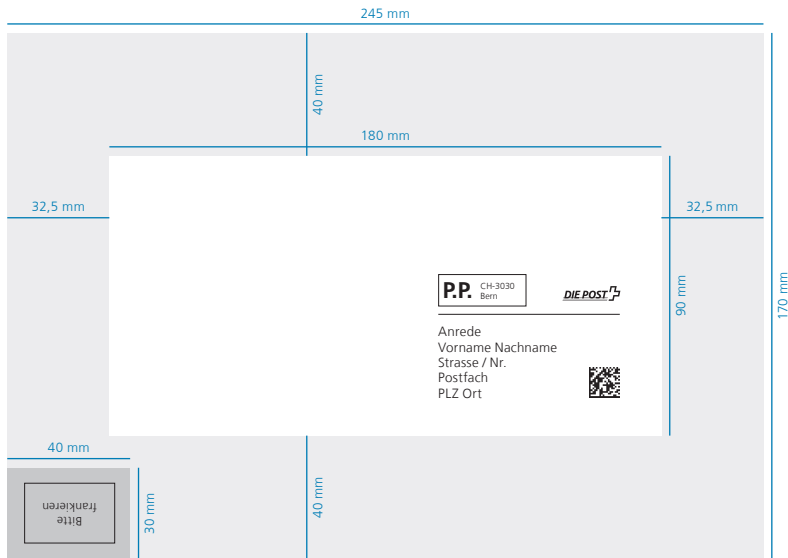 245 mm
40 mm
180 mm
32,5 mm
32,5 mm
P.P. CH-3030
Bern
DIE POST
90 mm
170 mm
Anrede
Vorname Nachname
Strasse / Nr.
Postfach
PLZ Ort
40 mm
40 mm
30 mm
Bitte
frankieren